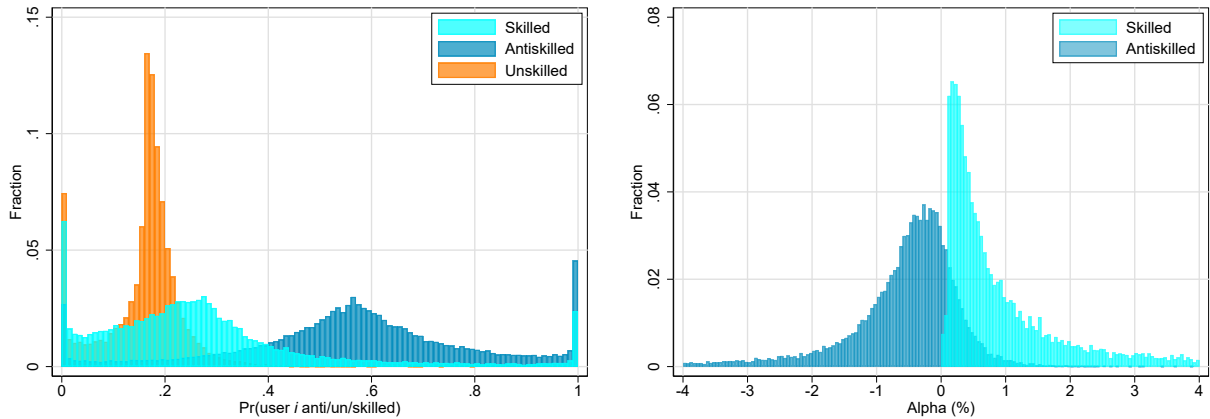 Skilled
Antiskilled
Unskilled
.15
.1
.05
0
Fraction
0
.2
.4
.6
.8
1
Pr(user i anti/un/skilled)
Skilled
Antiskilled
.08
.06
.04
.02
0
Fraction
-4
-3
-2
-1
0
1
2
3
4
Alpha (%)